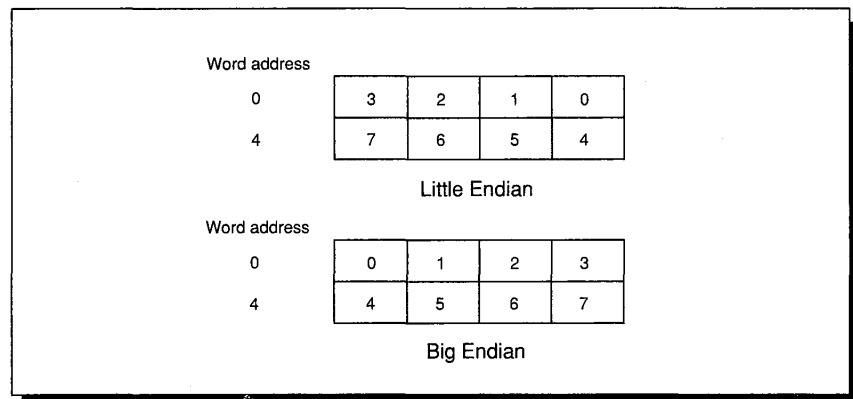 Word address
0 3 2 1 0
4 7 6 5 4
Little Endian
Word address
0 0 1 2 3
4 4 5 6 7
Big Endian